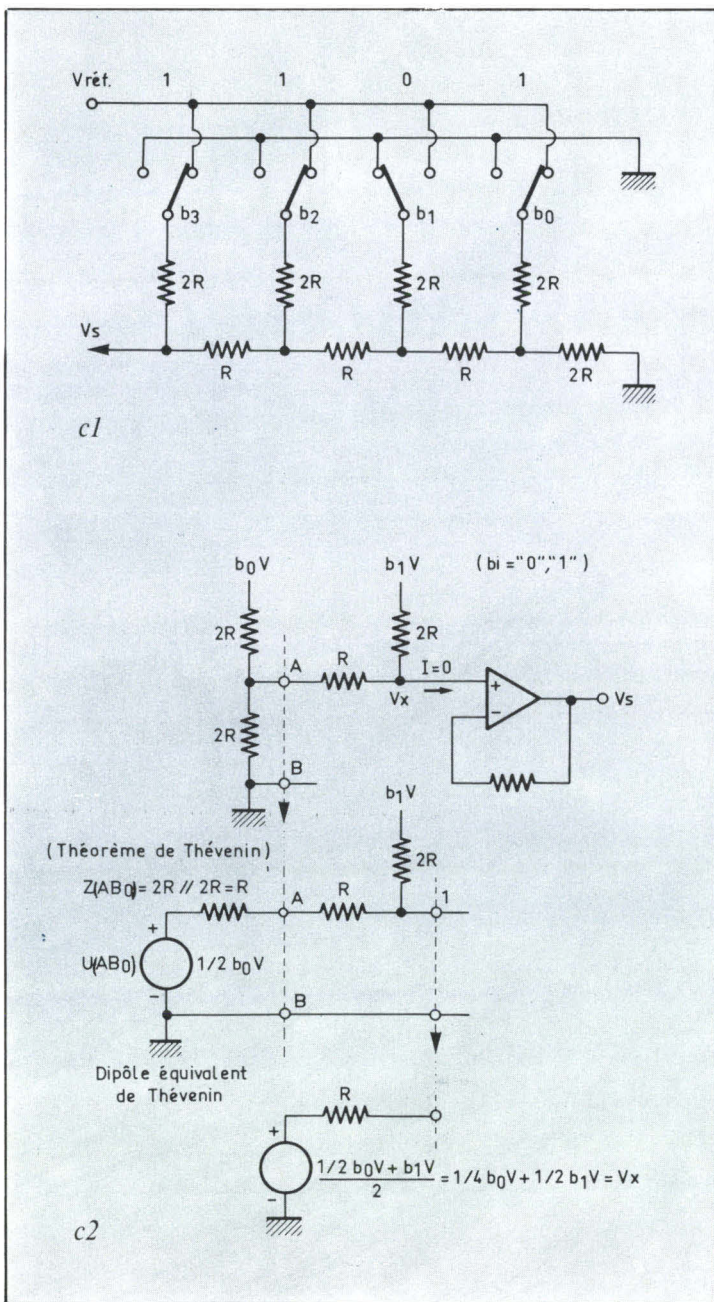 Vréf. 1 1 0 1
b3 b2 b1 b0
2R 2R 2R 2R
Vs
R R R 2R
c1
b0V b1V (bi="0","1")
2R 2R
A R I=0
Vx + Vs
-
2R
B
b1V
(Théorème de Thévenin) 2R
Z(AB0)=2R // 2R=R A R 1
+
U(AB0) 1/2 b0V
-
B
Dipôle équivalent
de Thévenin
R
+
1/2 b0V+b1V
2 =1/4 b0V+1/2 b1V=Vx
-
c2